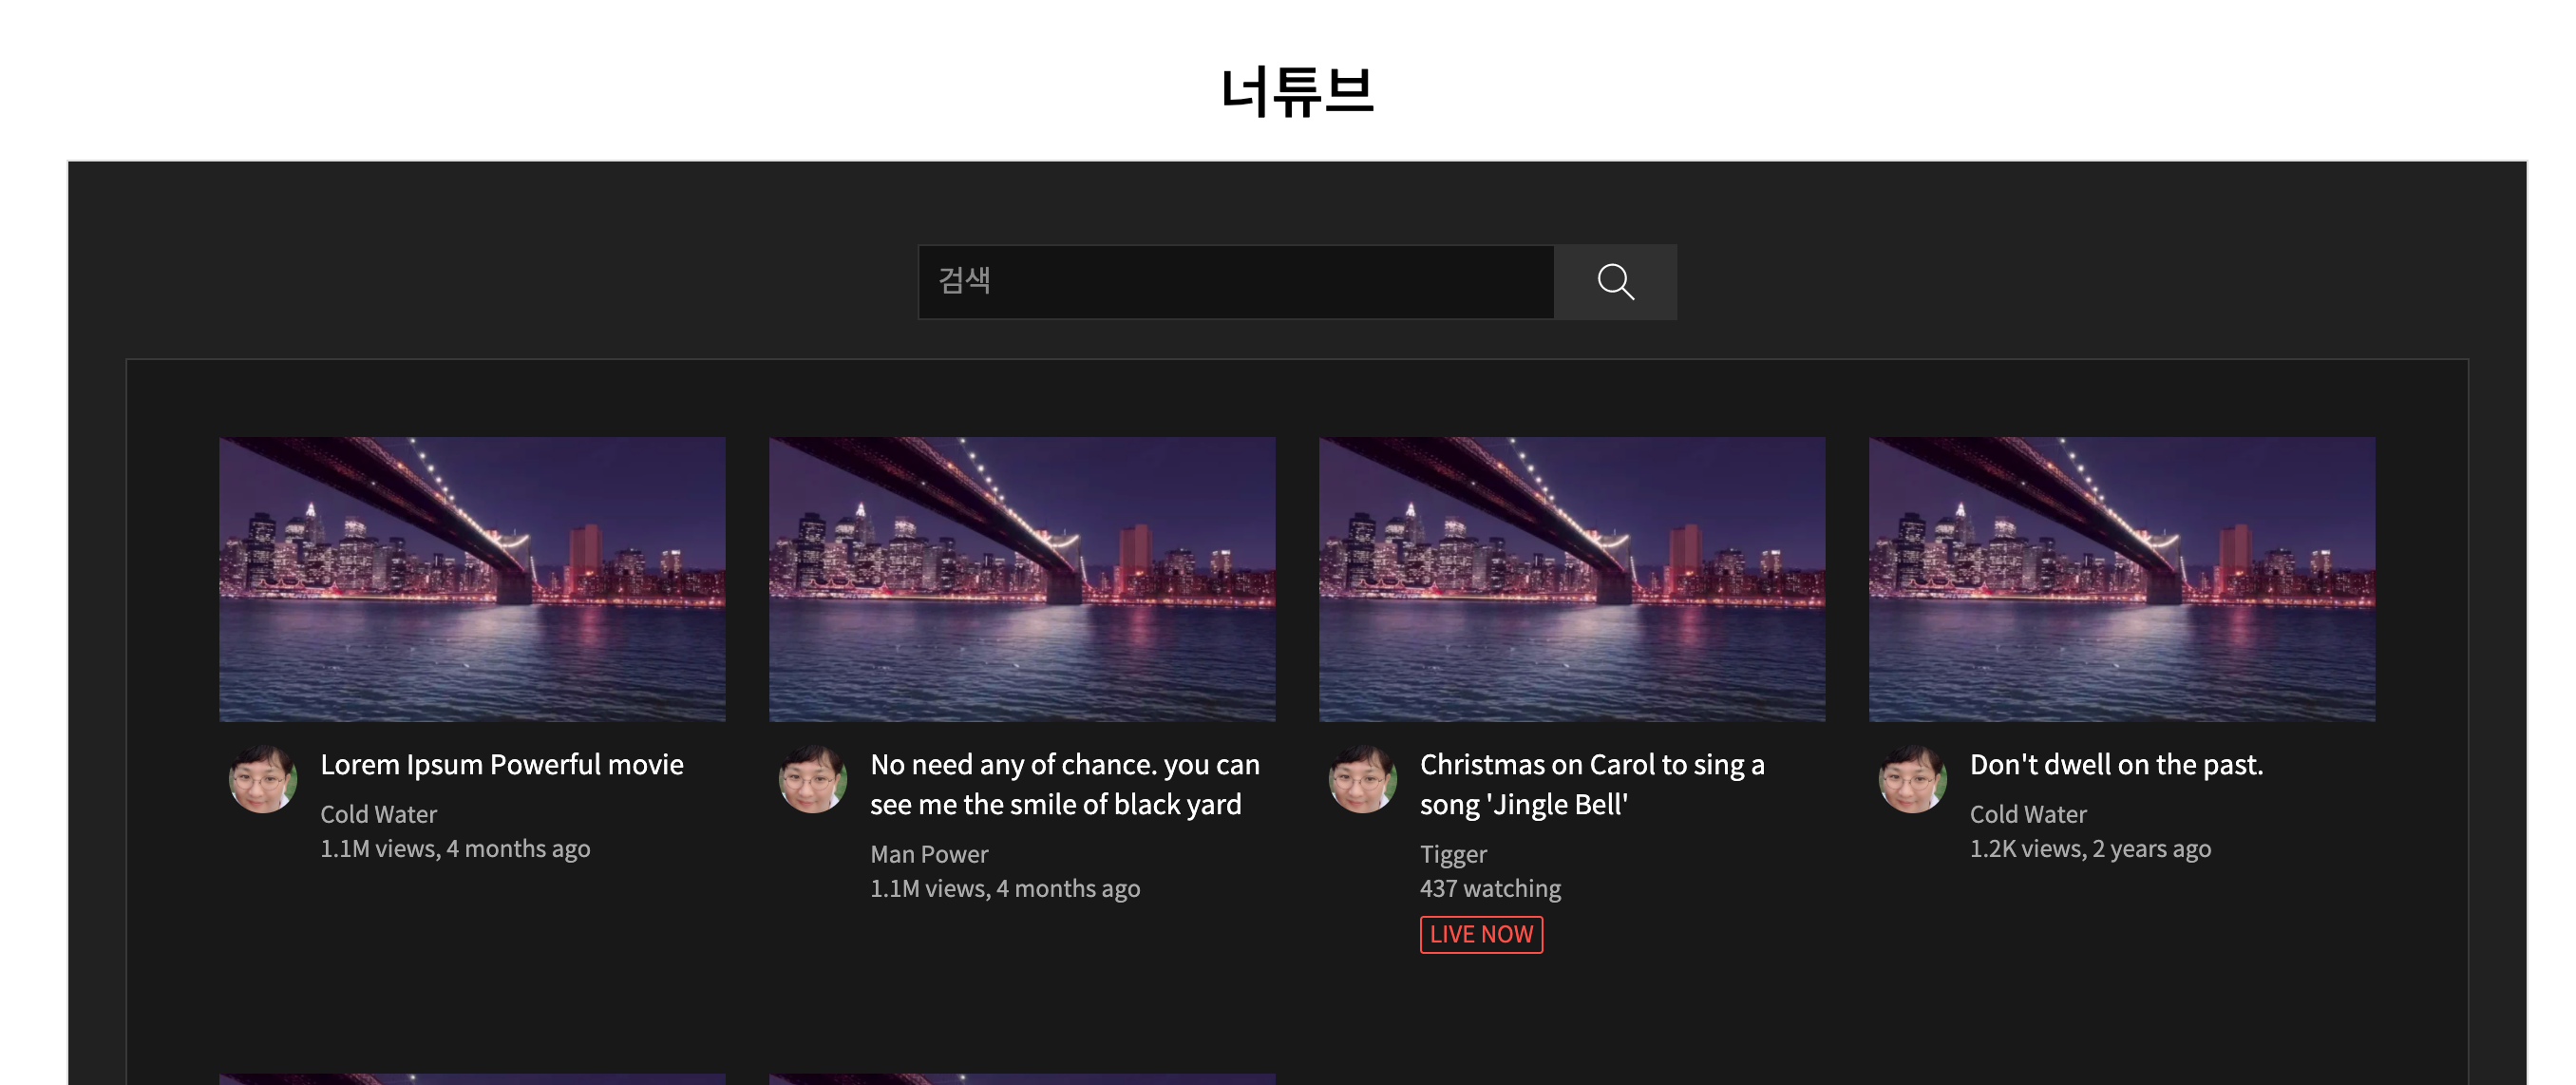 너튜브
검색
Lorem Ipsum Powerful movie
Cold Water
1.1M views, 4 months ago
No need any of chance. you can
see me the smile of black yard
Man Power
1.1M views, 4 months ago
Christmas on Carol to sing a
song 'Jingle Bell'
Tigger
437 watching
LIVE NOW
Don't dwell on the past.
Cold Water
1.2K views, 2 years ago